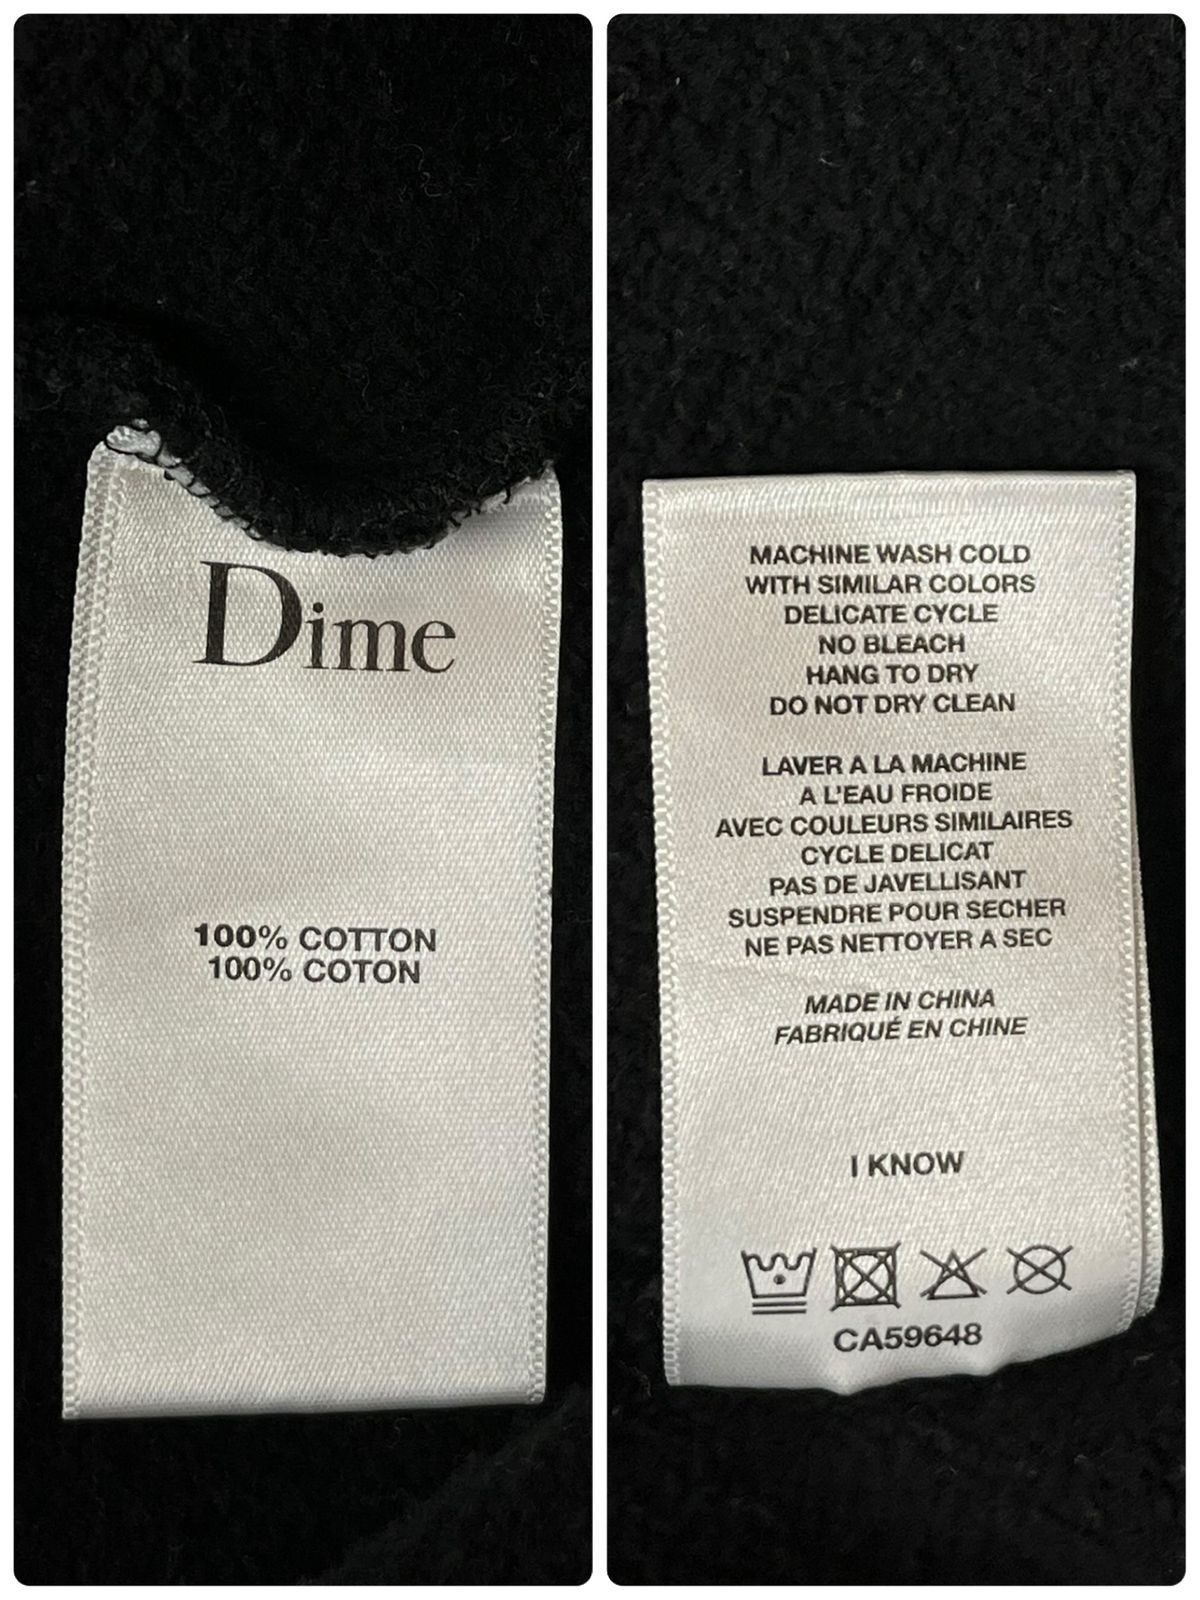 Dime
100% COTTON
100% COTON
MACHINE WASH COLD
WITH SIMILAR COLORS
DELICATE CYCLE
NO BLEACH
HANG TO DRY
DO NOT DRY CLEAN
LAVER A LA MACHINE
A L'EAU FROIDE
AVEC COULEURS SIMILAIRES
CYCLE DELICAT
PAS DE JAVELLISANT
SUSPENDRE POUR SECHER
NE PAS NETTOYER A SEC
MADE IN CHINA
FABRIQUÉ EN CHINE
I KNOW
CA59648